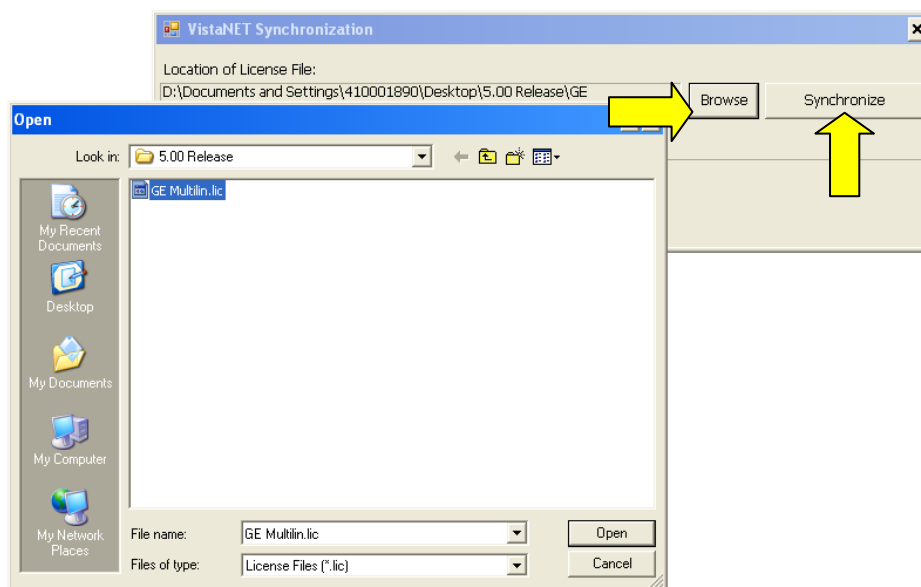 VistaNET Synchronization
Location of License File:
D:\Documents and Settings\410001890\Desktop\5.00 Release\GE
Browse
Synchronize
Open
Look in:
5.00 Release
GE Multilin.lic
My Recent
Documents
Desktop
My Documents
My Computer
My Network
Places
File name:
GE Multilin.lic
Open
Files of type:
License Files (*.lic)
Cancel